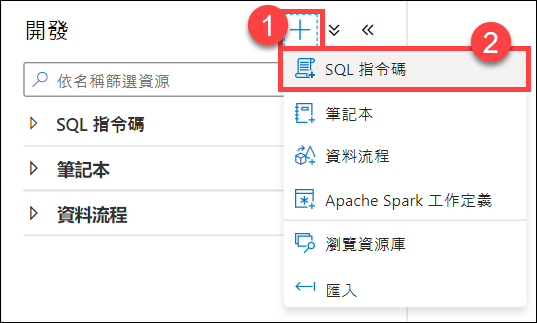 開發
1
2
依名稱篩選資源
SQL 指令碼
筆記本
資料流程
SQL 指令碼
筆記本
資料流程
Apache Spark 工作定義
瀏覽資源庫
匯入